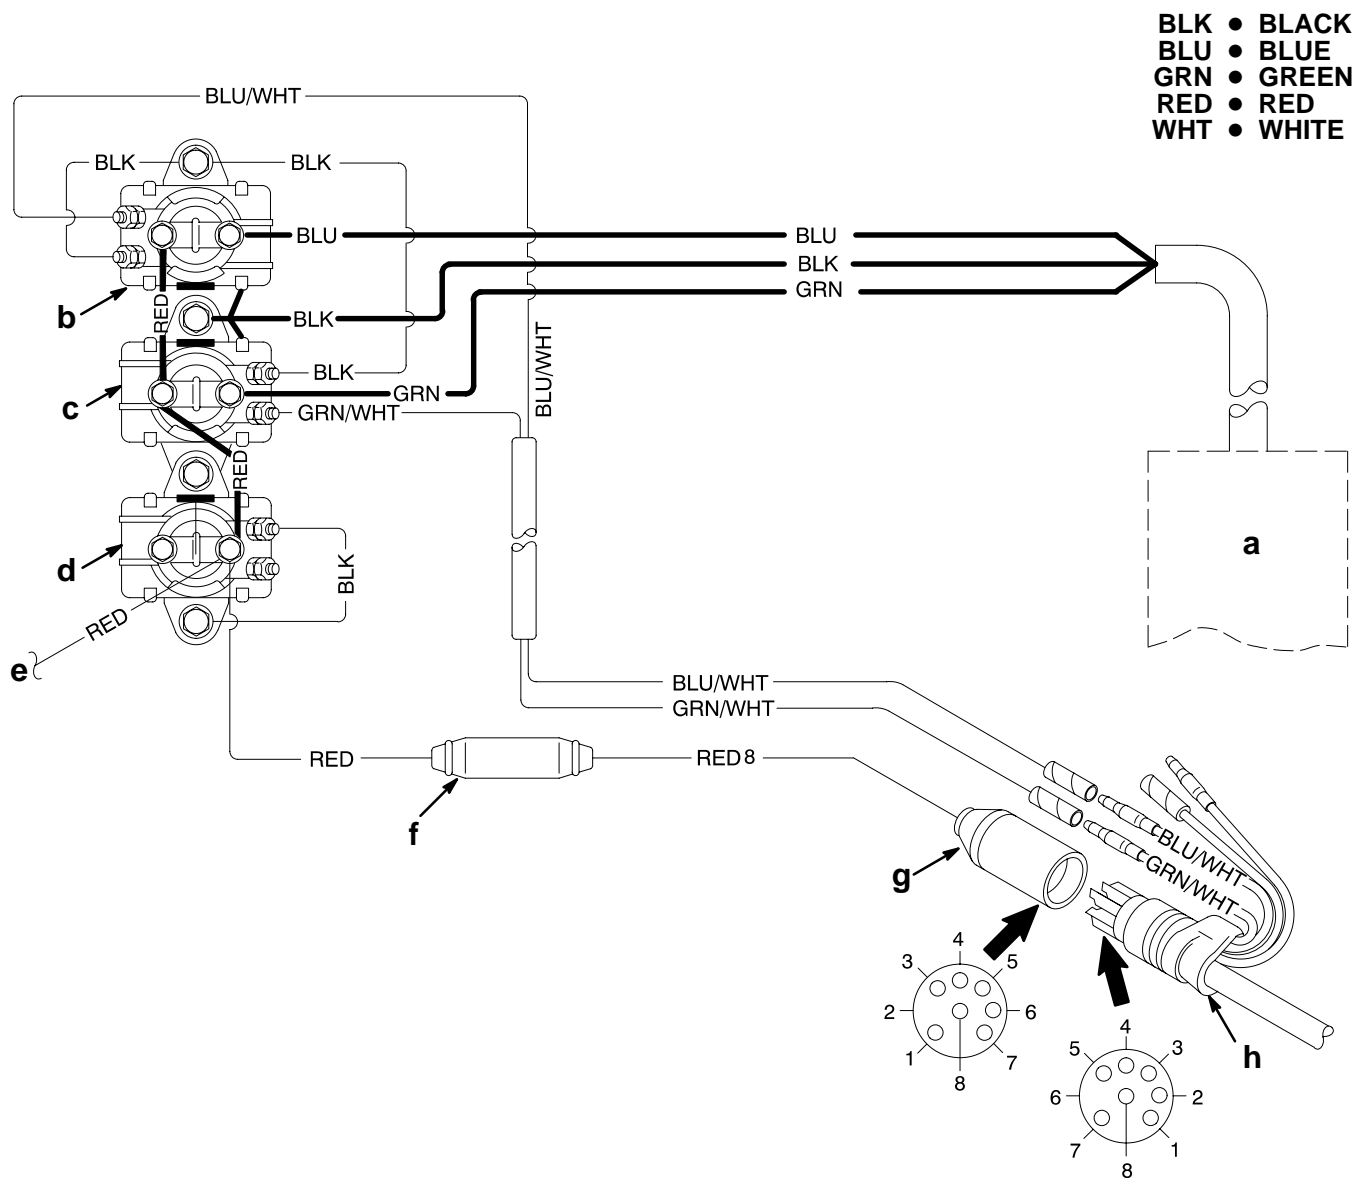 BLK • BLACK
BLU • BLUE
GRN • GREEN
RED • RED
WHT • WHITE
BLU/WHT
BLK
BLK
BLU
BLU
BLK
GRN
b
RED
BLK
BLU/WHT
BLK
c
GRN
GRN/WHT
RED
a
d
BLK
RED
e
BLU/WHT
GRN/WHT
RED
RED 8
f
g
BLU/WHT
GRN/WHT
h
4
3
5
2
6
1
7
8
4
5
3
6
2
7
1
8